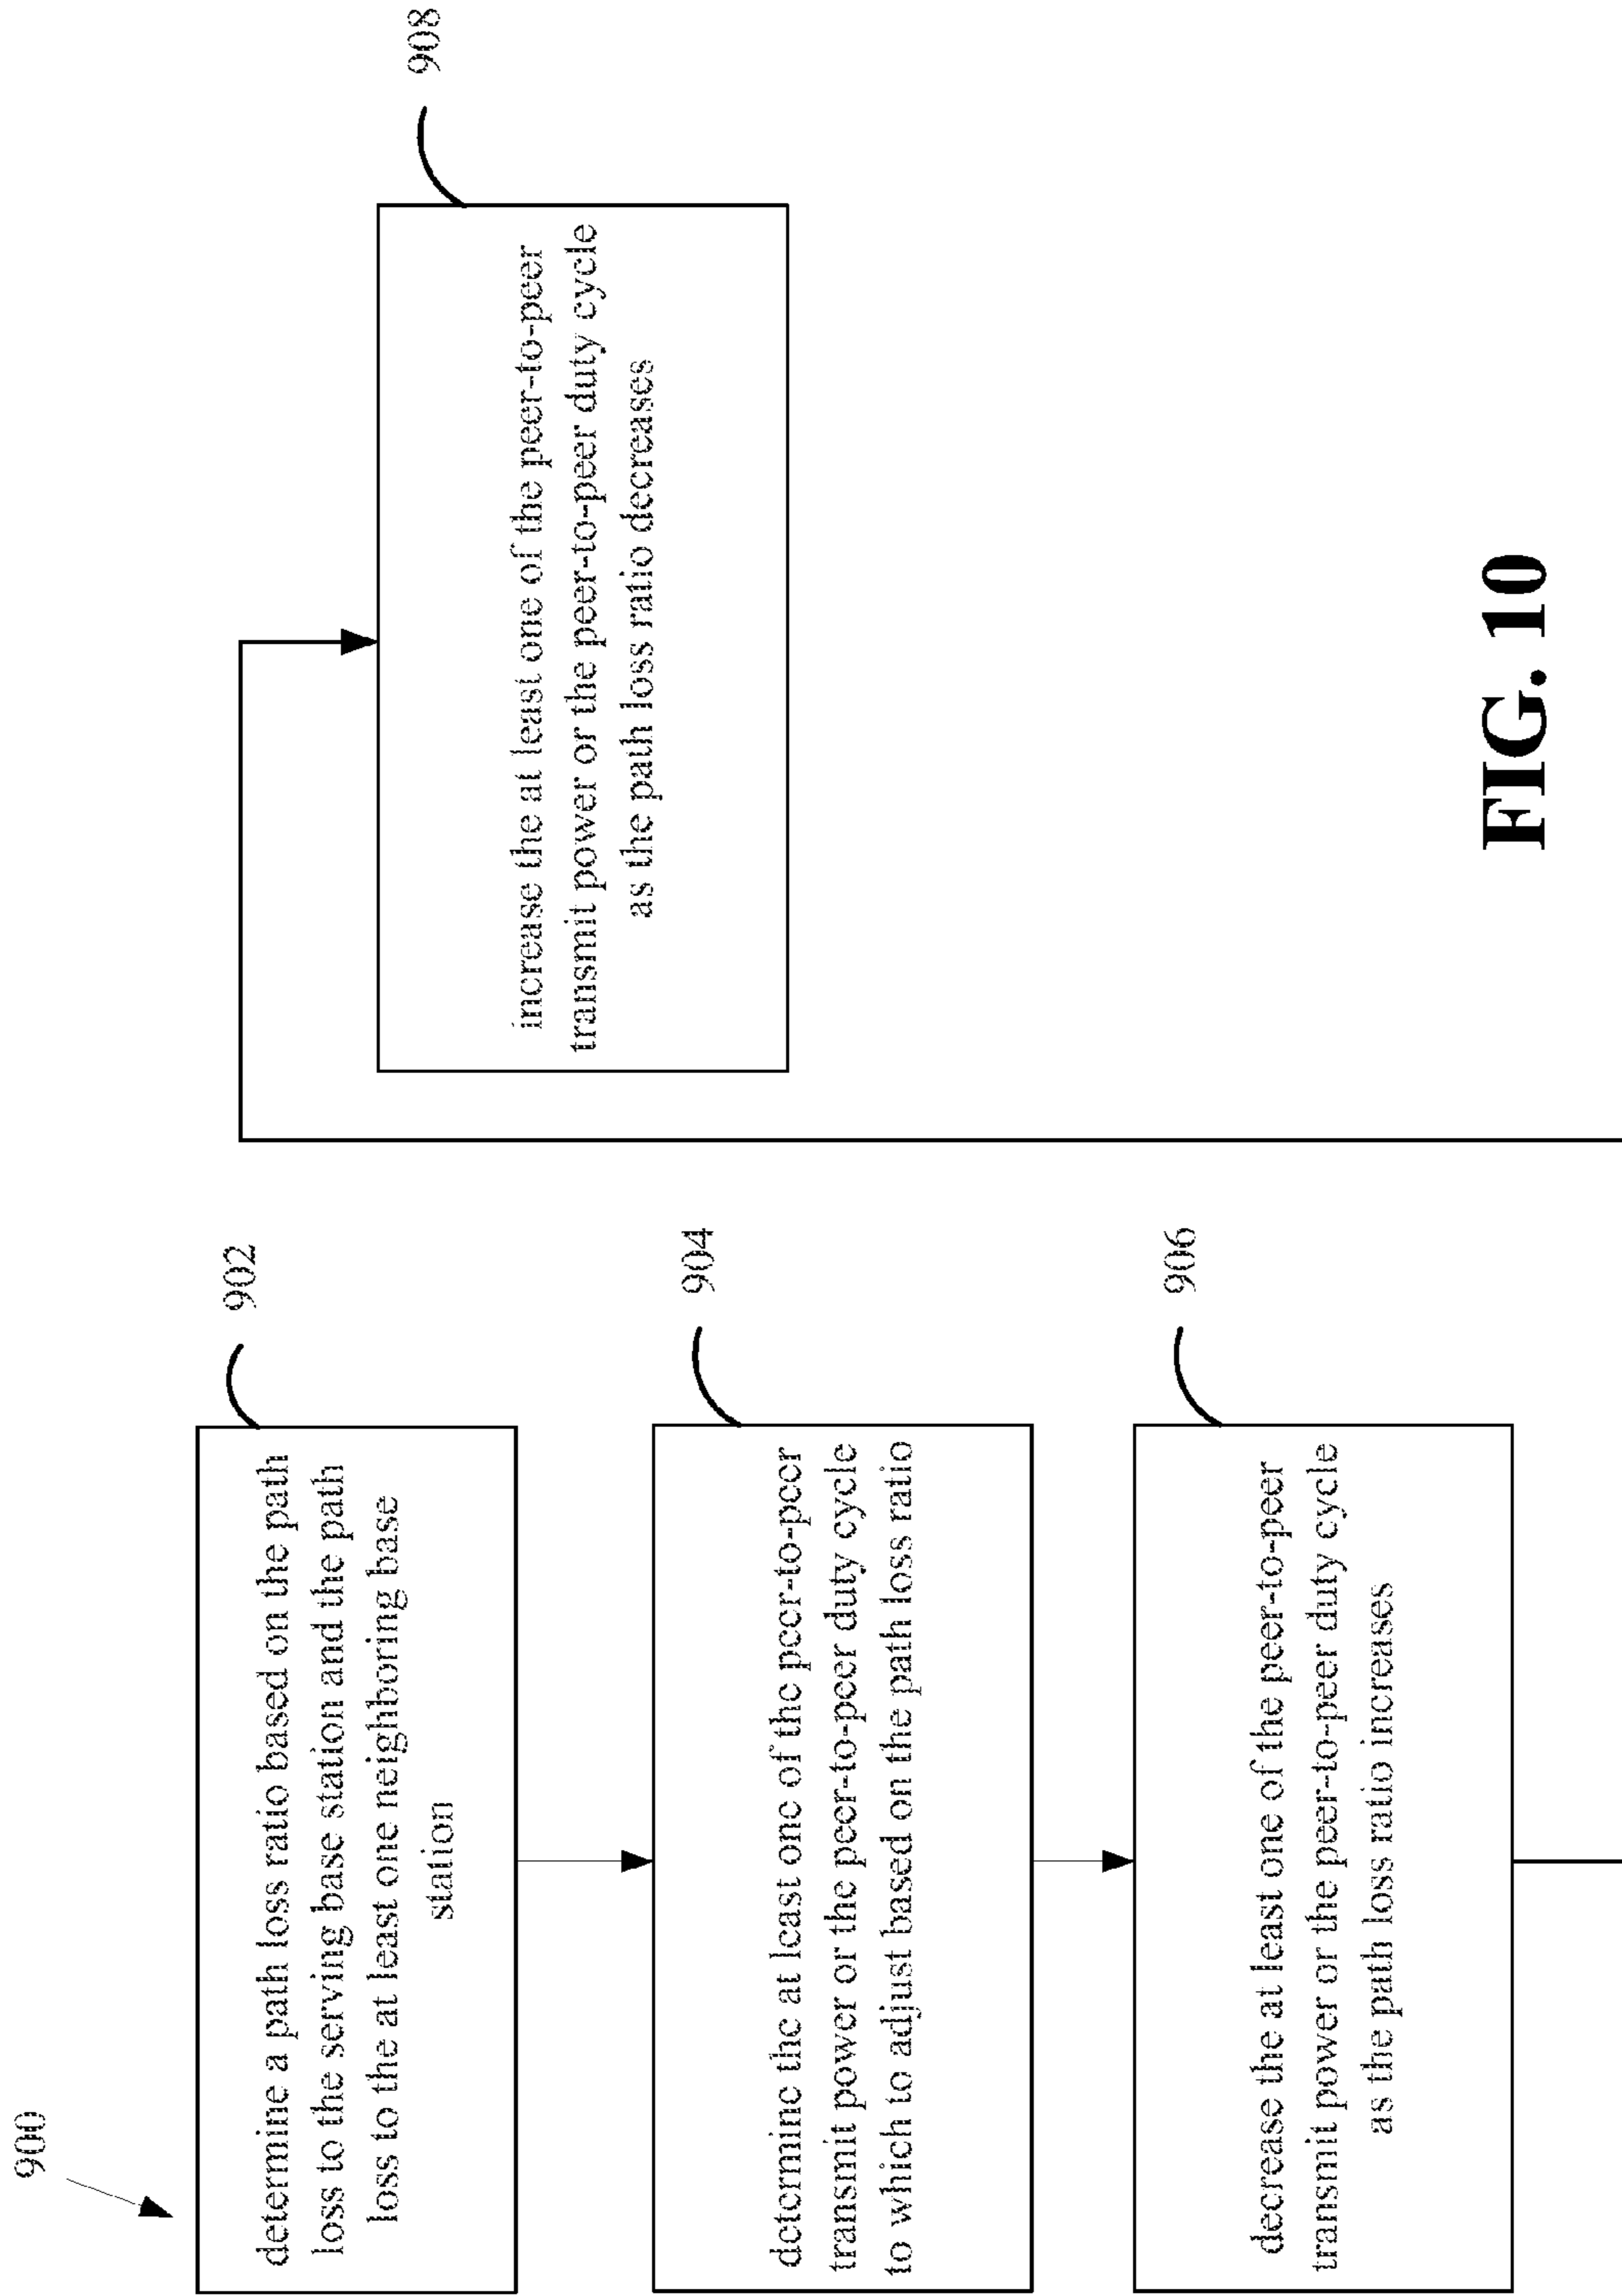 900
902
determine a path loss ratio based on the path
loss to the serving base station and the path
loss to the at least one neighboring base
station
904
determine the at least one of the peer-to-peer
transmit power or the peer-to-peer duty cycle
to which to adjust based on the path loss ratio
906
decrease the at least one of the peer-to-peer
transmit power or the peer-to-peer duty cycle
as the path loss ratio increases
908
increase the at least one of the peer-to-peer
transmit power or the peer-to-peer duty cycle
as the path loss ratio decreases
FIG. 10